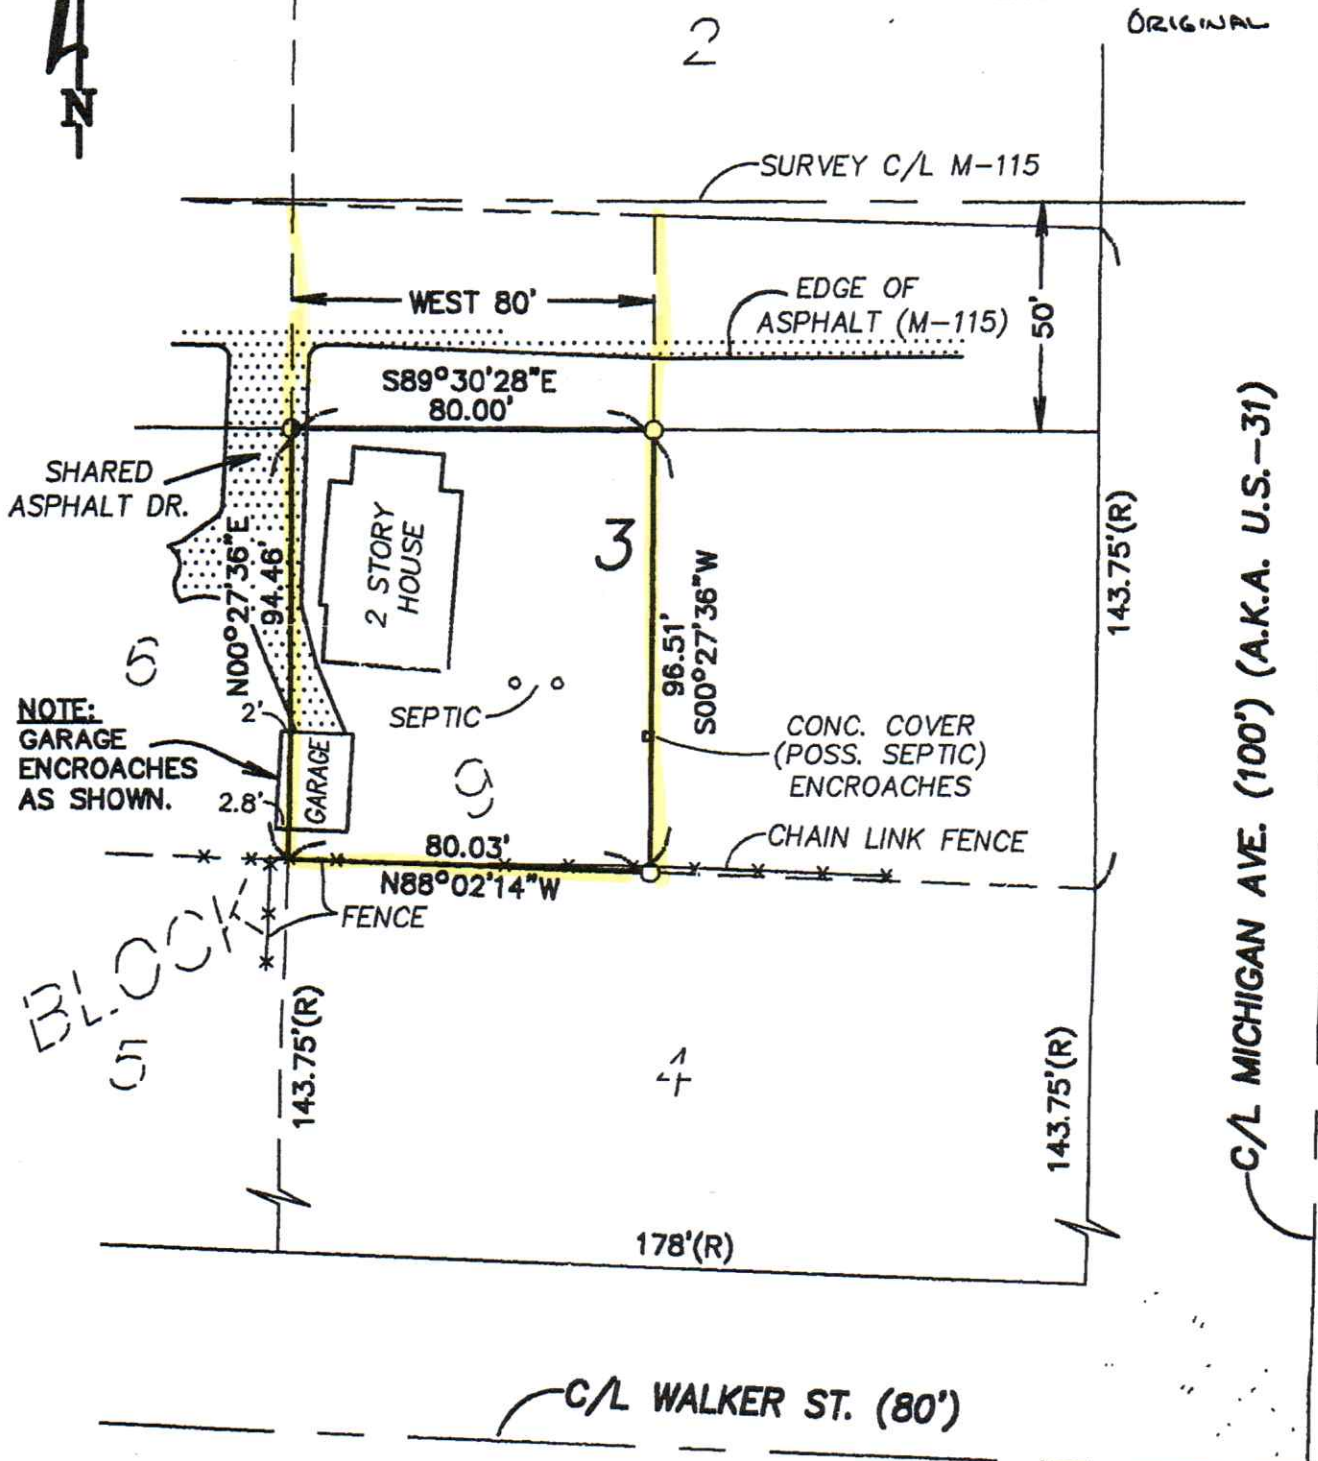 ORIGINAL
N
2
SURVEY C/L M-115
WEST 80'
EDGE OF
ASPHALT (M-115)
50'
S89°30'28"E
80.00'
SHARED
ASPHALT DR.
N00°27'36"E
94.46'
2 STORY
HOUSE
3
96.51'
S00°27'36"W
143.75'(R)
C/L MICHIGAN AVE. (100') (A.K.A. U.S.-31)
6
NOTE:
GARAGE
ENCROACHES
AS SHOWN.
2'
2.8'
GARAGE
SEPTIC
9
CONC. COVER
(POSS. SEPTIC)
ENCROACHES
CHAIN LINK FENCE
80.03'
N88°02'14"W
FENCE
BLOCK
5
143.75'(R)
4
143.75'(R)
178'(R)
C/L WALKER ST. (80')